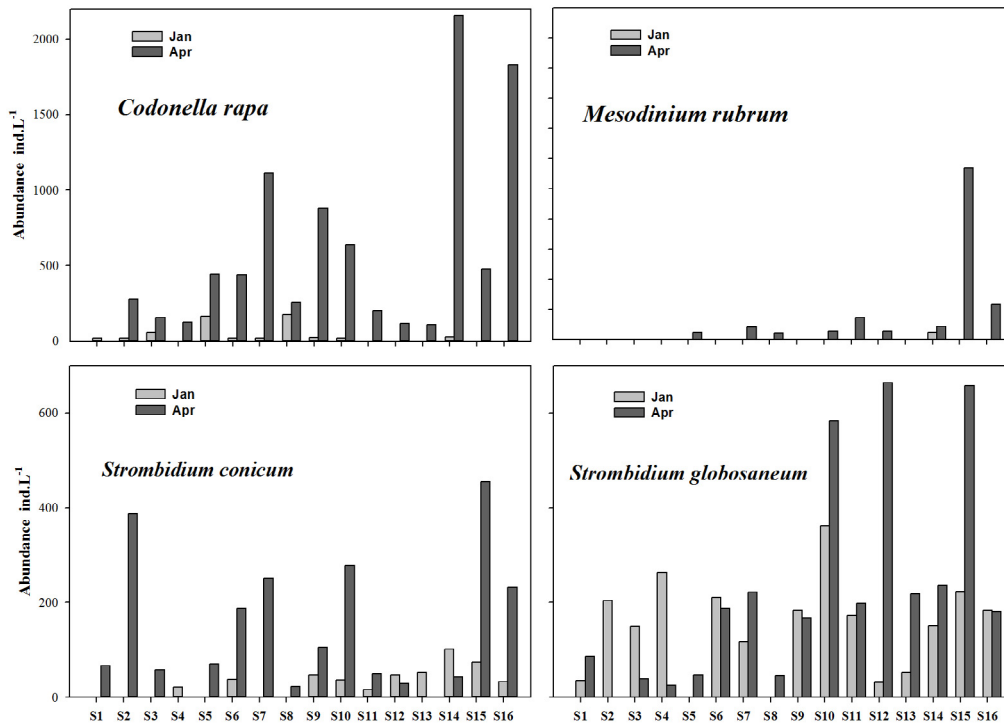 Jan
Apr
Codonella rapa
Abundance ind.L-1
2000
1500
1000
500
0
Jan
Apr
Mesodinium rubrum
Jan
Apr
Strombidium conicum
Abundance ind.L-1
600
400
200
0
S1 S2 S3 S4 S5 S6 S7 S8 S9 S10 S11 S12 S13 S14 S15 S16
Jan
Apr
Strombidium globosaneum
S1 S2 S3 S4 S5 S6 S7 S8 S9 S10 S11 S12 S13 S14 S15 S16